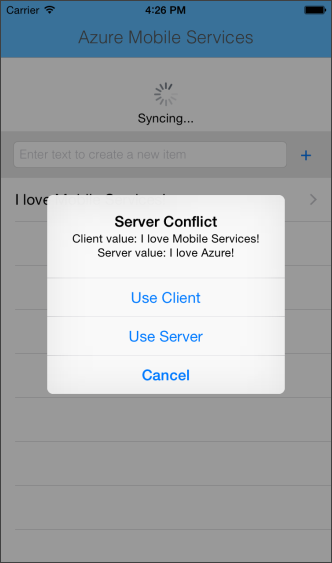 Carrier 4:26 PM
Azure Mobile Services
Syncing...
Enter text to create a new item +
I love Mobile Services!
Server Conflict
Client value: I love Mobile Services!
Server value: I love Azure!
Use Client
Use Server
Cancel